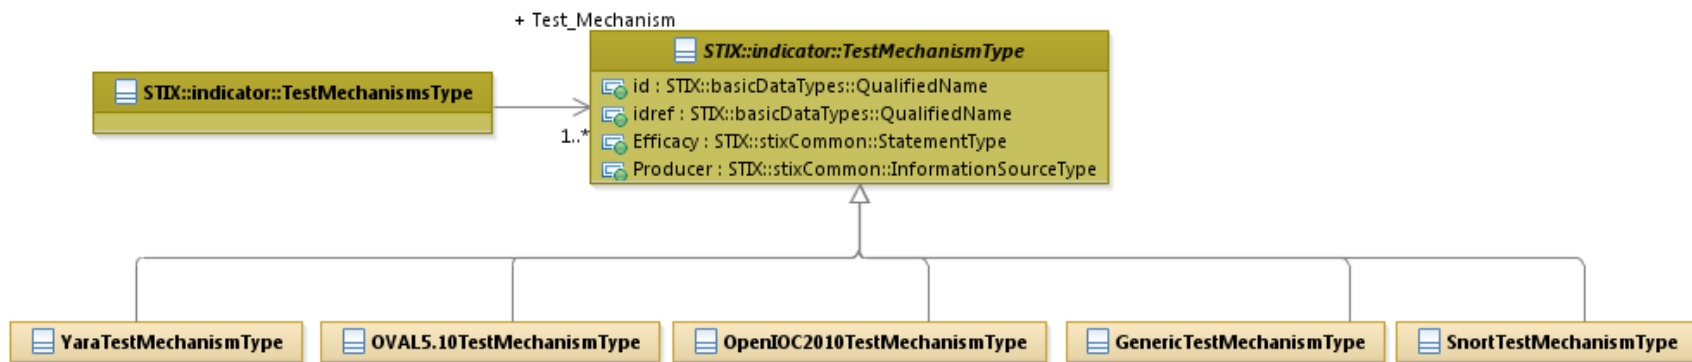 + Test_Mechanism
STIX::indicator::TestMechanismType
STIX::indicator::TestMechanismsType
id : STIX::basicDataTypes::QualifiedName
idref : STIX::basicDataTypes::QualifiedName
1..*
Efficacy : STIX::stixCommon::StatementType
Producer : STIX::stixCommon::InformationSourceType
YaraTestMechanismType
OVAL5.10TestMechanismType
OpenIOC2010TestMechanismType
GenericTestMechanismType
SnortTestMechanismType